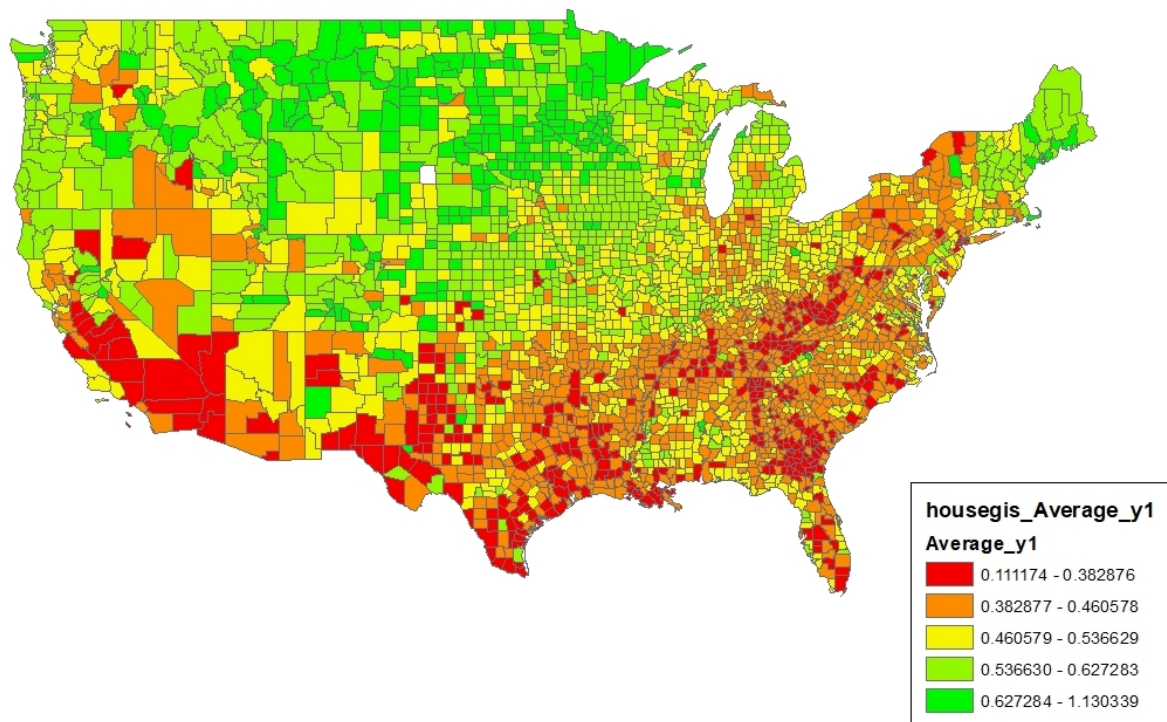 housegis_Average_y1
Average_y1
0.111174 - 0.382876
0.382877 - 0.460578
0.460579 - 0.536629
0.536630 - 0.627283
0.627284 - 1.130339